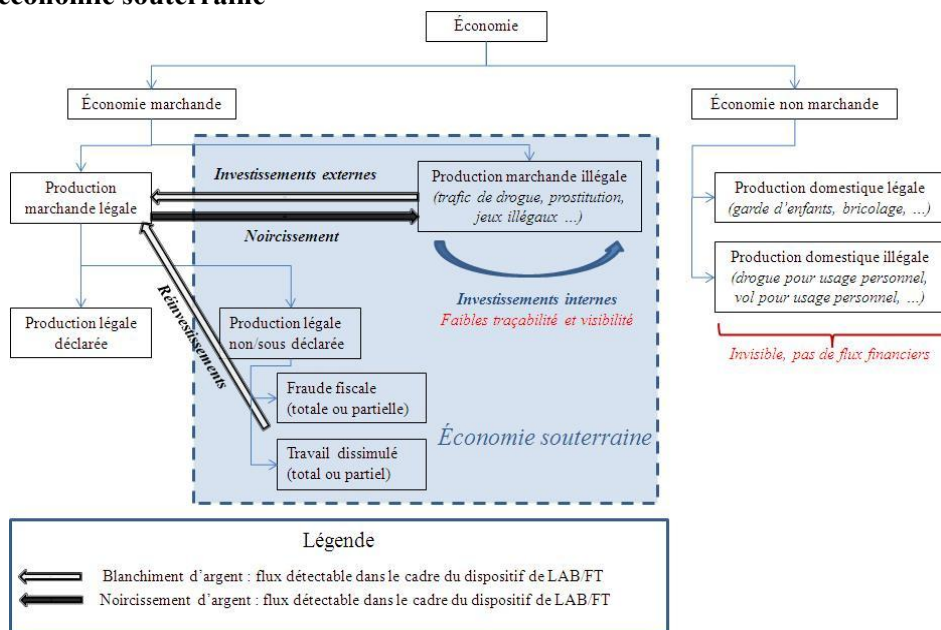 économie souterraine
Économie
Économie marchande
Économie non marchande
Production
marchande légale
Investissements externes
Noircissement
Production marchande illégale
(trafic de drogue, prostitution,
jeux illégaux ...)
Production domestique légale
(garde d'enfants, bricolage, ...)
Production domestique illégale
(drogue pour usage personnel,
vol pour usage personnel, ...)
Invisible, pas de flux financiers
Investissements internes
Faibles traçabilité et visibilité
Réinvestissements
Production légale
déclarée
Production légale
non/sous déclarée
Fraude fiscale
(totale ou partielle)
Travail dissimulé
(total ou partiel)
Économie souterraine
Légende
Blanchiment d'argent : flux détectable dans le cadre du dispositif de LAB/FT
Noircissement d'argent : flux détectable dans le cadre du dispositif de LAB/FT